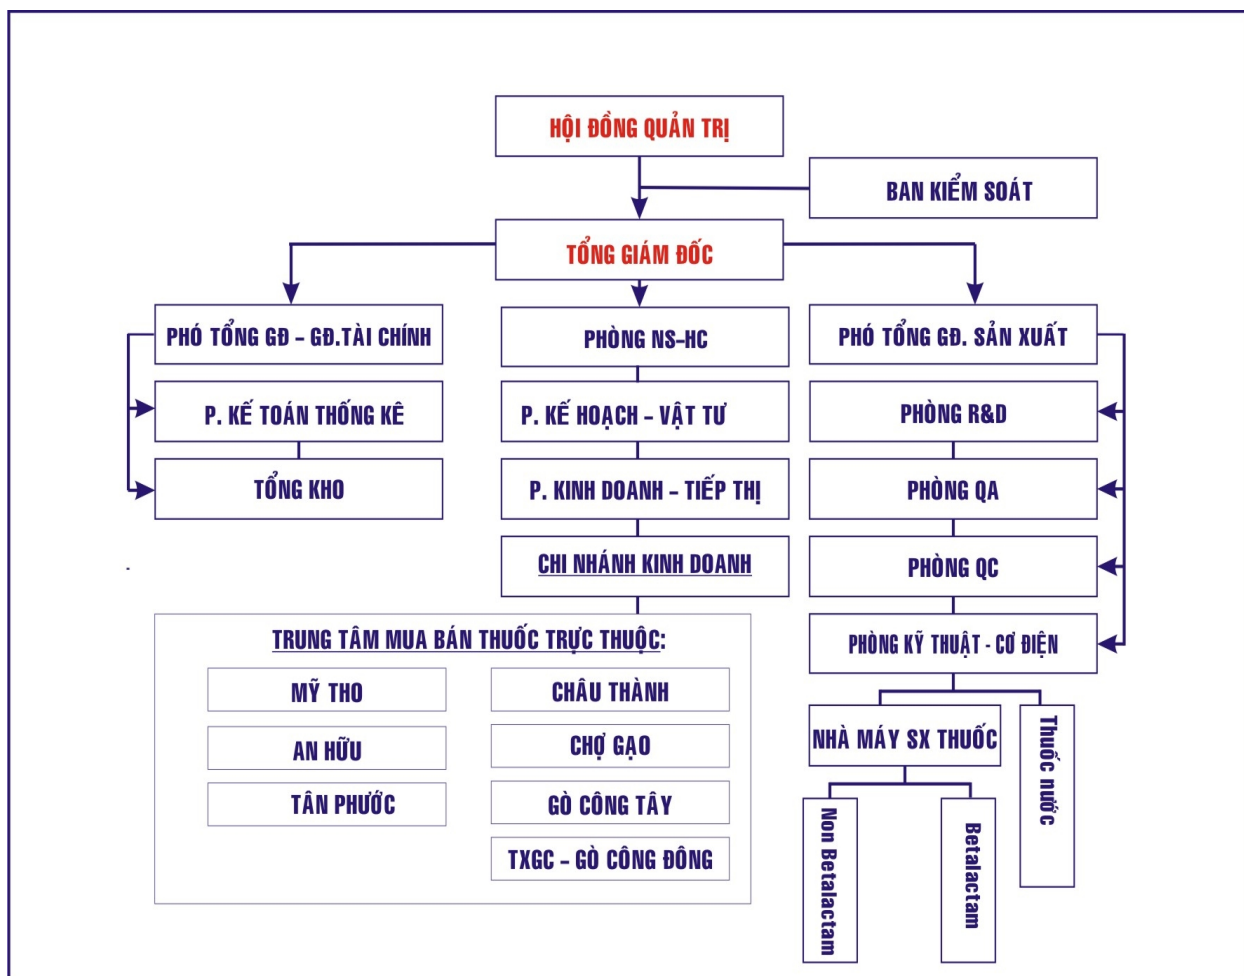 HỘI ĐỒNG QUẢN TRỊ
BAN KIỂM SOÁT
TỔNG GIÁM ĐỐC
PHÓ TỔNG GĐ – GĐ.TÀI CHÍNH
PHÒNG NS–HC
PHÓ TỔNG GĐ. SẢN XUẤT
P. KẾ TOÁN THỐNG KÊ
P. KẾ HOẠCH – VẬT TƯ
PHÒNG R&D
TỔNG KHO
P. KINH DOANH – TIẾP THỊ
PHÒNG QA
CHI NHÁNH KINH DOANH
PHÒNG QC
TRUNG TÂM MUA BÁN THUỐC TRỰC THUỘC:
PHÒNG KỸ THUẬT - CƠ ĐIỆN
MỸ THO
CHÂU THÀNH
AN HỮU
CHỢ GẠO
TÂN PHƯỚC
GÒ CÔNG TÂY
TXGC – GÒ CÔNG ĐÔNG
NHÀ MÁY SX THUỐC
Thuốc nước
Non Betalactam
Betalactam